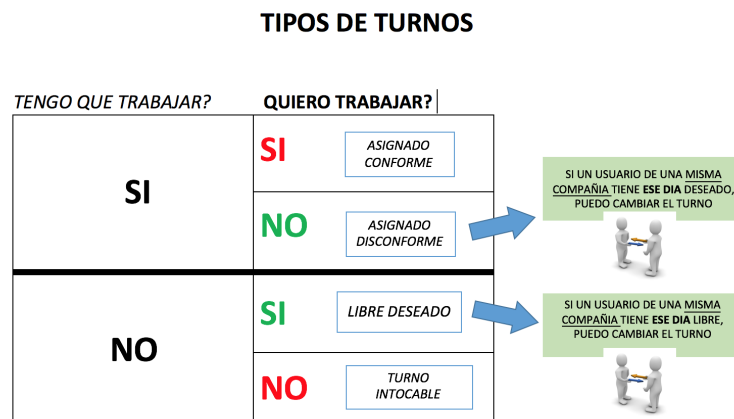 TIPOS DE TURNOS
TENGO QUE TRABAJAR?
QUIERO TRABAJAR?
SI
SI
ASIGNADO
CONFORME
NO
ASIGNADO
DISCONFORME
SI UN USUARIO DE UNA MISMA
COMPAÑIA TIENE ESE DIA DESEADO,
PUEDO CAMBIAR EL TURNO
NO
SI
LIBRE DESEADO
SI UN USUARIO DE UNA MISMA
COMPAÑIA TIENE ESE DIA LIBRE,
PUEDO CAMBIAR EL TURNO
NO
TURNO
INTOCABLE